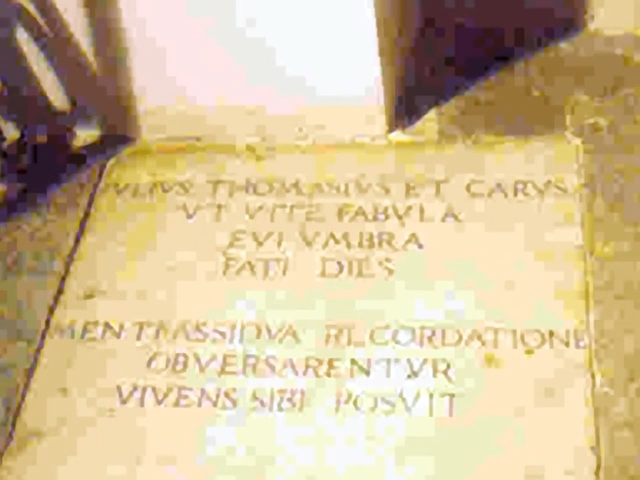 IVLIVS THOMASIVS ET CARVS
VT VITE FABVLA
EVI VMBRA
FATI DIES
MENTI ASSIDVA RECORDATIONE
OBVERSARENTVR
VIVENS SIBI POSVIT